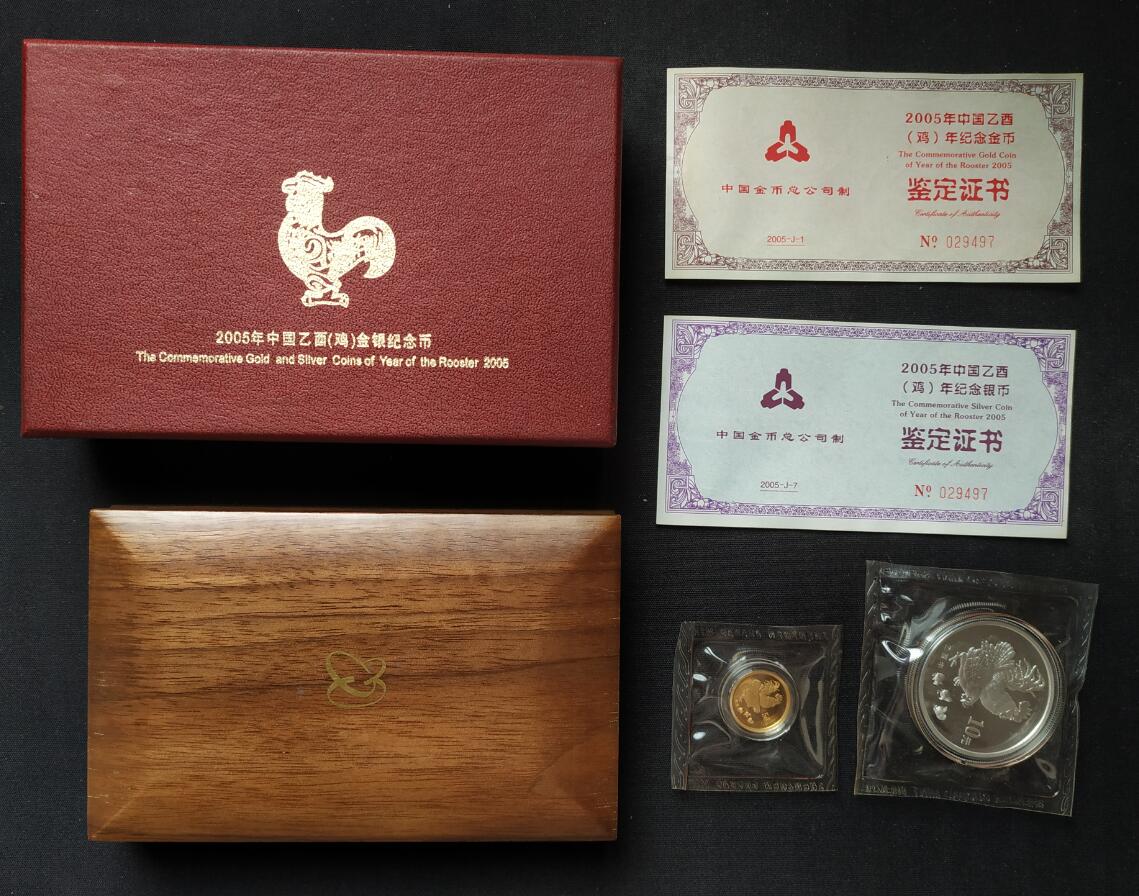 2005年中国乙酉(鸡)金银纪念币
The Commemorative Gold and Silver Coins of Year of the Rooster 2005
2005年中国乙酉
（鸡）年纪念金币
The Commemorative Gold Coin
of Year of the Rooster 2005
中国金币总公司制
鉴定证书
Certificate of Authenticity
2005-J-1
Nº 029497
2005年中国乙酉
（鸡）年纪念银币
The Commemorative Silver Coin
of Year of the Rooster 2005
中国金币总公司制
鉴定证书
Certificate of Authenticity
2005-J-7
Nº 029497
10元